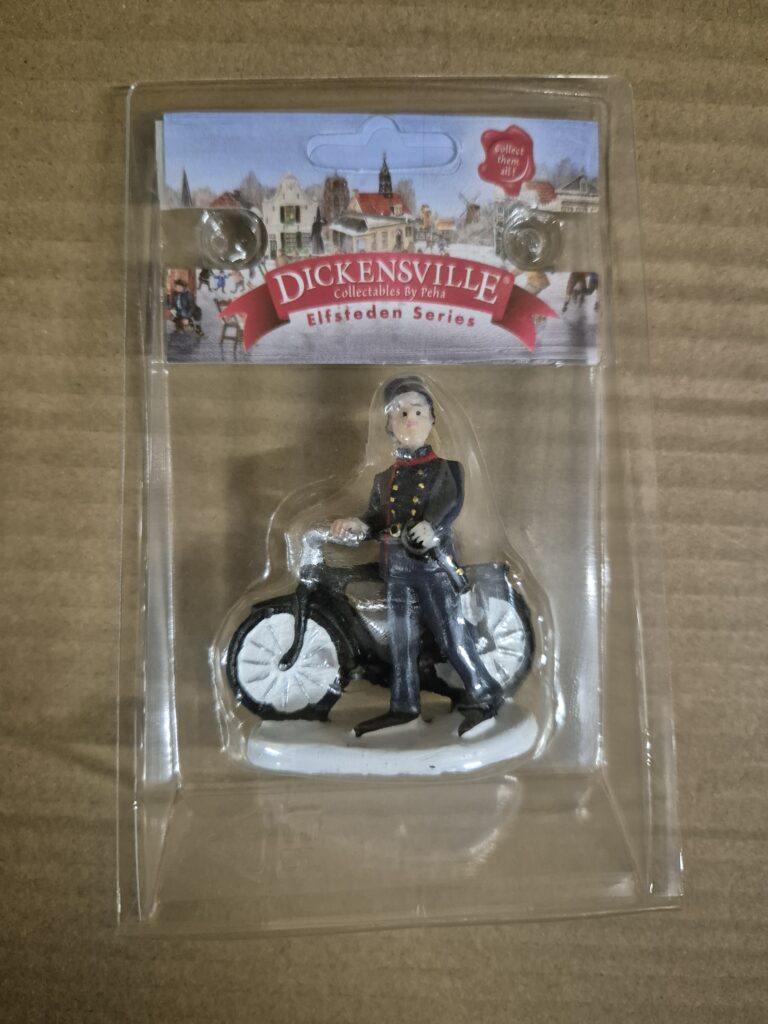 Collect
them
all!
DICKENSVILLE®
Collectables By Peha
Elfsteden Series